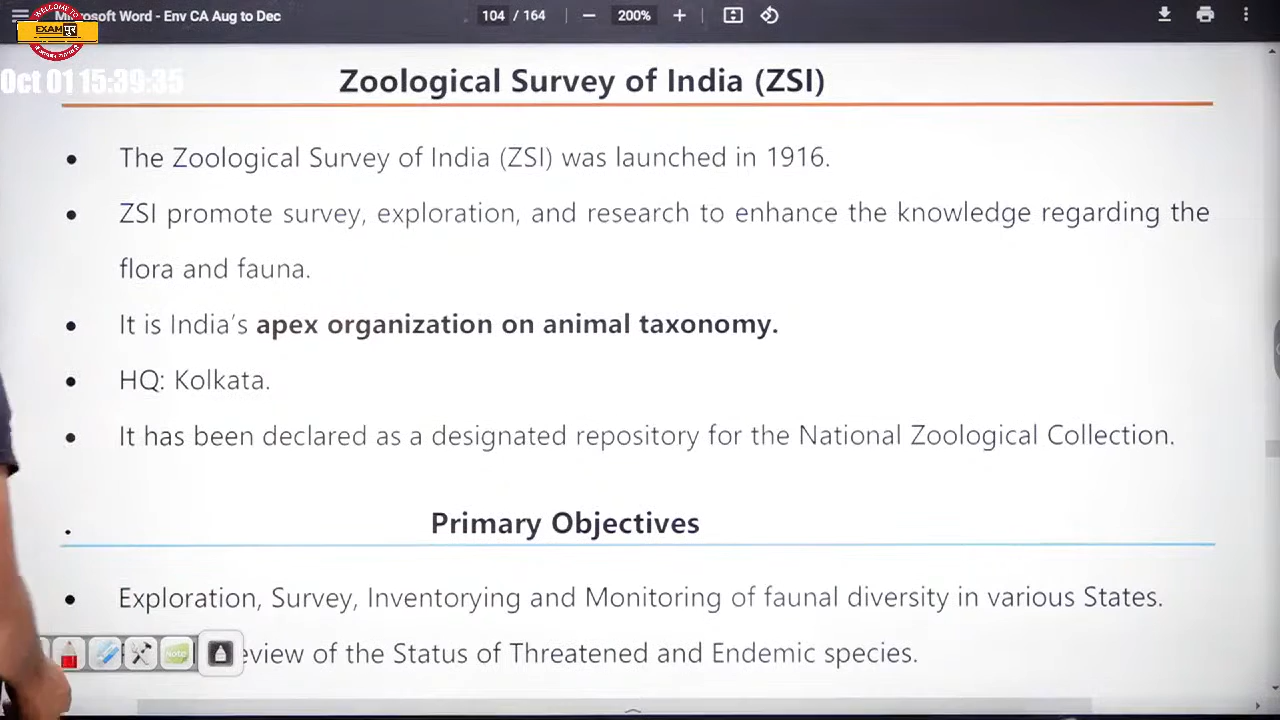 Microsoft Word - Env CA Aug to Dec
104 / 164
200%
WELCOME TO
EXAM पुर
Oct 01 15:39:35
Zoological Survey of India (ZSI)
• The Zoological Survey of India (ZSI) was launched in 1916.
• ZSI promote survey, exploration, and research to enhance the knowledge regarding the
flora and fauna.
• It is India's apex organization on animal taxonomy.
• HQ: Kolkata.
• It has been declared as a designated repository for the National Zoological Collection.
. Primary Objectives
• Exploration, Survey, Inventorying and Monitoring of faunal diversity in various States.
eview of the Status of Threatened and Endemic species.
Note